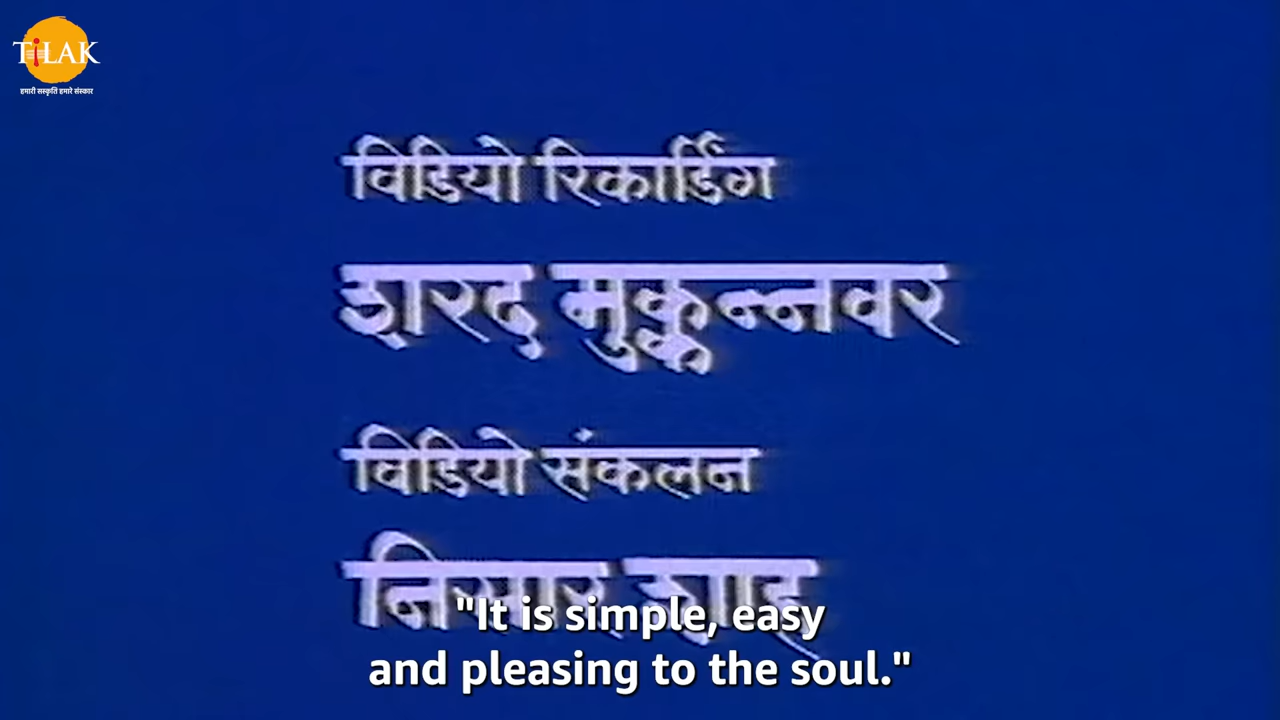 TiLAK
हमारी संस्कृति हमारे संस्कार
विडियो रिकार्डिंग
शरद मुक्कून्नवर
विडियो संकलन
निसार शाह
"It is simple, easy
and pleasing to the soul."